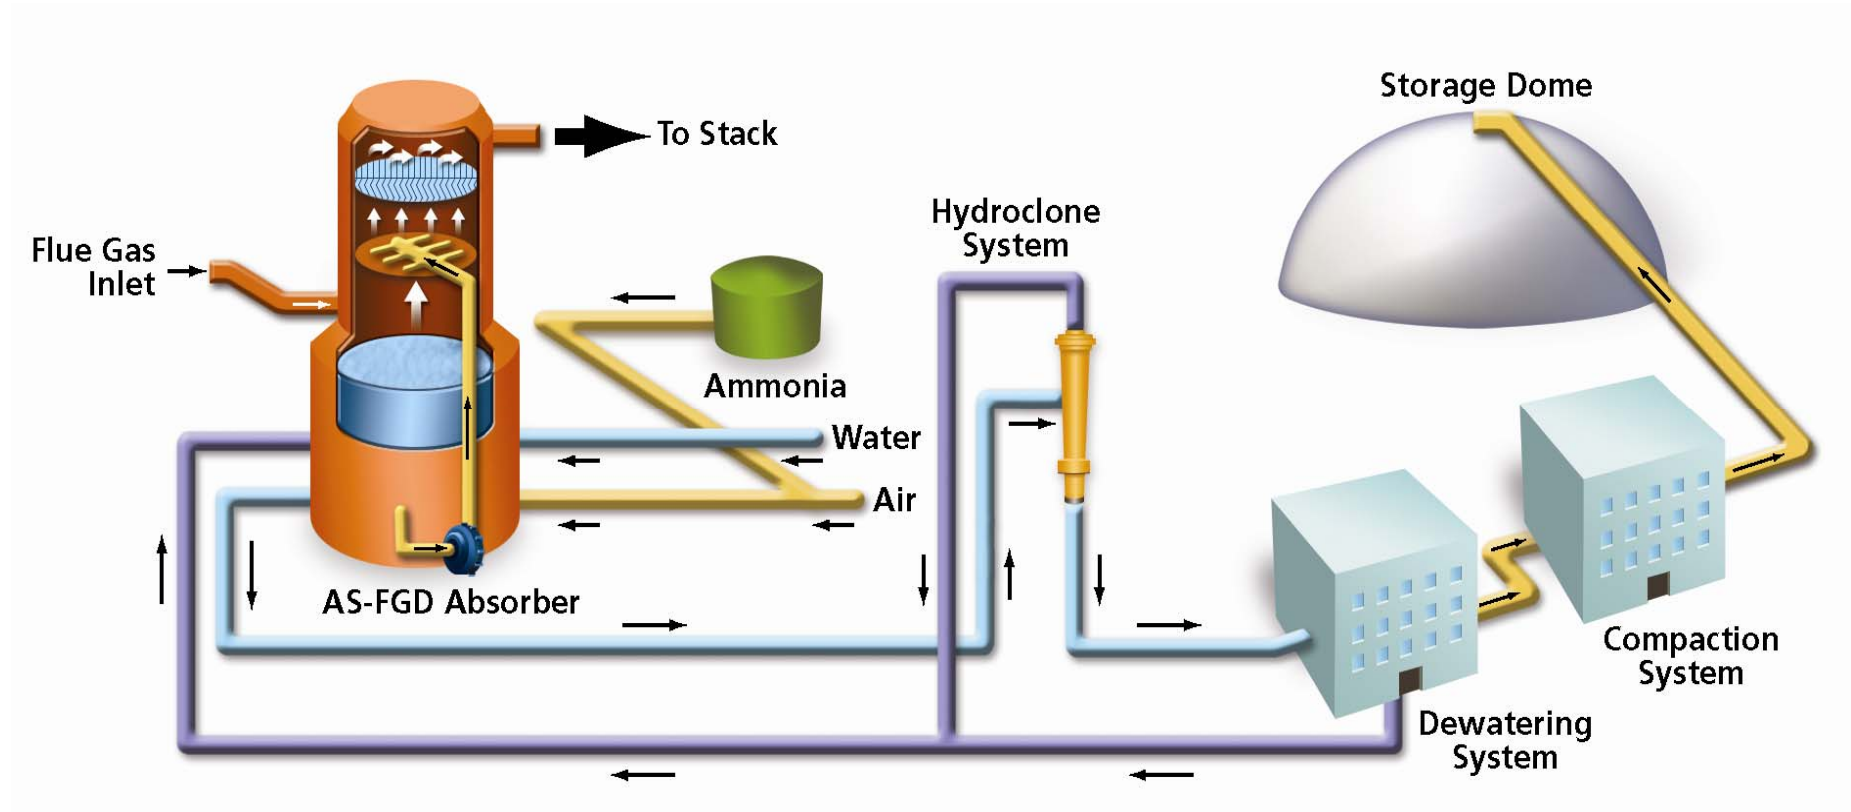 Storage Dome
To Stack
Hydroclone
System
Flue Gas
Inlet
Ammonia
Water
Air
AS-FGD Absorber
Compaction
System
Dewatering
System